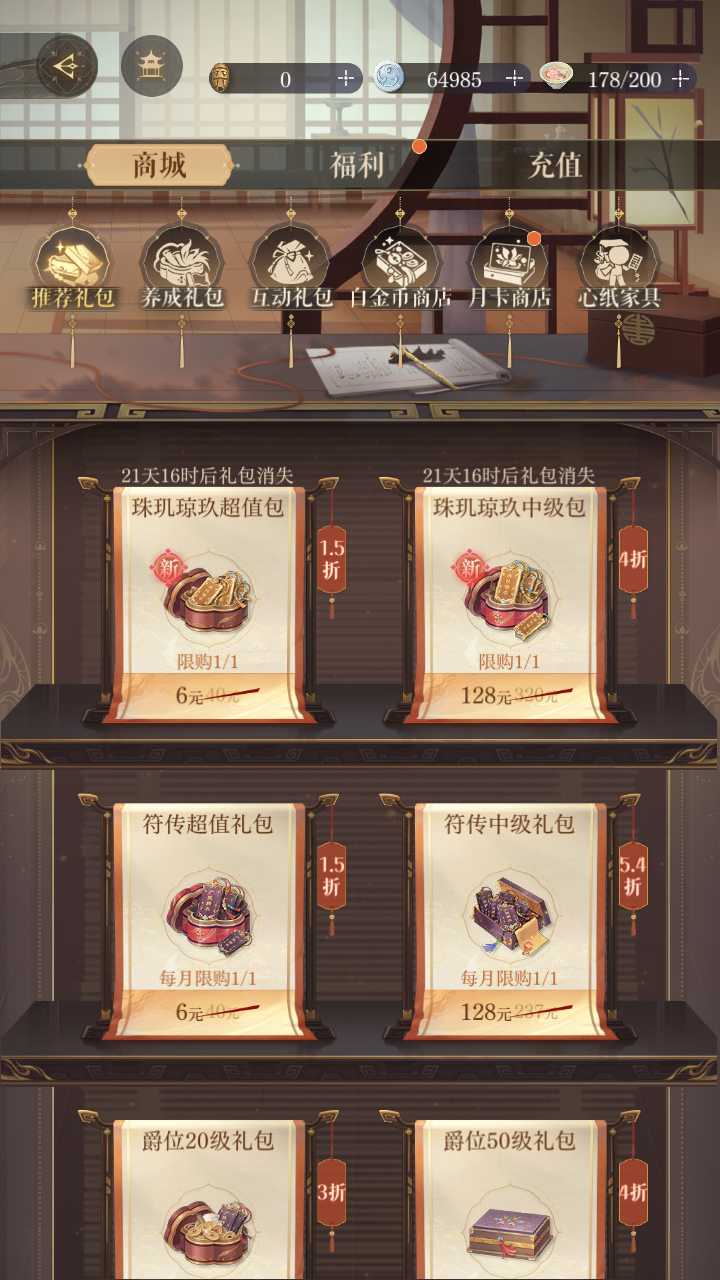 0
64985
178/200
商城
福利
充值
推荐礼包
养成礼包
互动礼包
白金币商店
月卡商店
心纸家具
21天16时后礼包消失
21天16时后礼包消失
珠玑琼玖超值包
珠玑琼玖中级包
1.5
折
4折
新
新
限购1/1
限购1/1
6元 40元
128元 320元
符传超值礼包
符传中级礼包
1.5
折
5.4
折
每月限购1/1
每月限购1/1
6元 40元
128元 237元
爵位20级礼包
爵位50级礼包
3折
4折